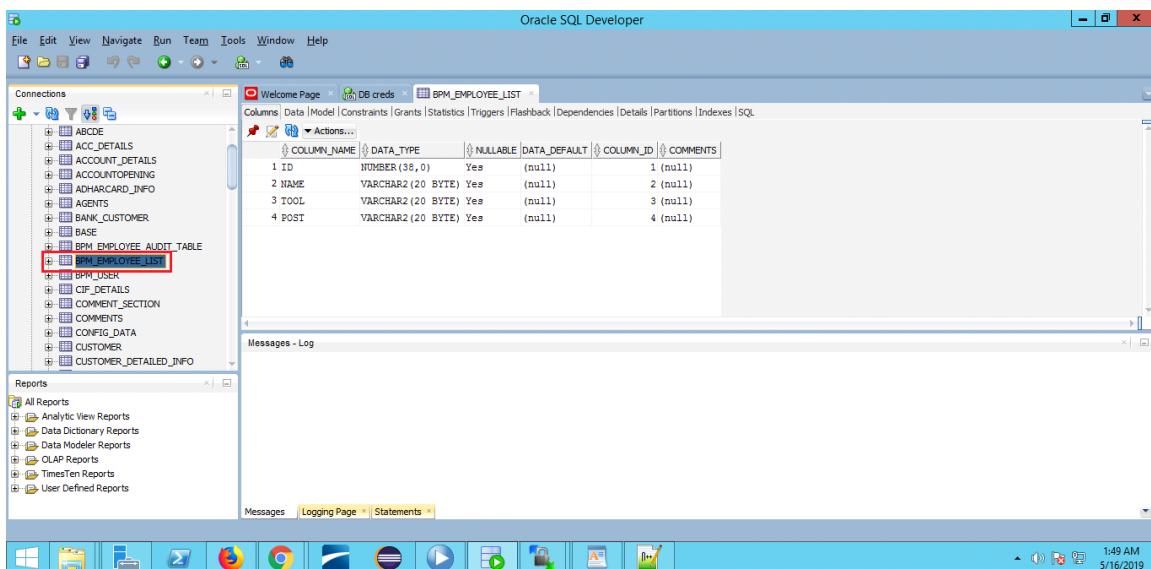 Oracle SQL Developer
File Edit View Navigate Run Team Tools Window Help
Connections
Welcome Page
DB creds
BPM_EMPLOYEE_LIST
Columns Data Model Constraints Grants Statistics Triggers Flashback Dependencies Details Partitions Indexes SQL
Actions...
COLUMN_NAME DATA_TYPE NULLABLE DATA_DEFAULT COLUMN_ID COMMENTS
1 ID NUMBER(38,0) Yes (null) 1 (null)
2 NAME VARCHAR2(20 BYTE) Yes (null) 2 (null)
3 TOOL VARCHAR2(20 BYTE) Yes (null) 3 (null)
4 POST VARCHAR2(20 BYTE) Yes (null) 4 (null)
ABCDE
ACC_DETAILS
ACCOUNT_DETAILS
ACCOUNTOPENING
ADHARCARD_INFO
AGENTS
BANK_CUSTOMER
BASE
BPM_EMPLOYEE_AUDIT_TABLE
BPM_EMPLOYEE_LIST
BPM_USER
CIF_DETAILS
COMMENT_SECTION
COMMENTS
CONFIG_DATA
CUSTOMER
CUSTOMER_DETAILED_INFO
Messages - Log
Reports
All Reports
Analytic View Reports
Data Dictionary Reports
Data Modeler Reports
OLAP Reports
TimesTen Reports
User Defined Reports
Messages Logging Page Statements
1:49 AM
5/16/2019